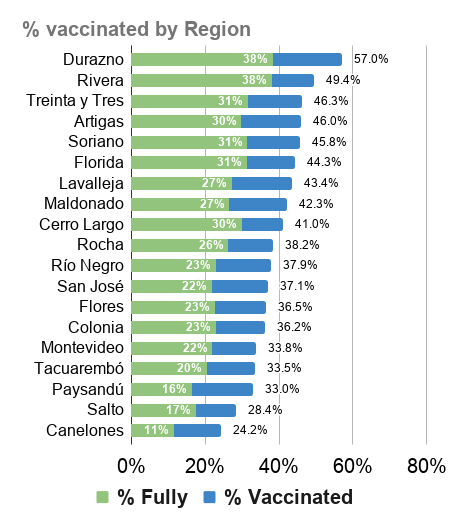 % vaccinated by Region
Durazno 38% 57.0%
Rivera 38% 49.4%
Treinta y Tres 31% 46.3%
Artigas 30% 46.0%
Soriano 31% 45.8%
Florida 31% 44.3%
Lavalleja 27% 43.4%
Maldonado 27% 42.3%
Cerro Largo 30% 41.0%
Rocha 26% 38.2%
Río Negro 23% 37.9%
San José 22% 37.1%
Flores 23% 36.5%
Colonia 23% 36.2%
Montevideo 22% 33.8%
Tacuarembó 20% 33.5%
Paysandú 16% 33.0%
Salto 17% 28.4%
Canelones 11% 24.2%
0% 20% 40% 60% 80%
% Fully % Vaccinated